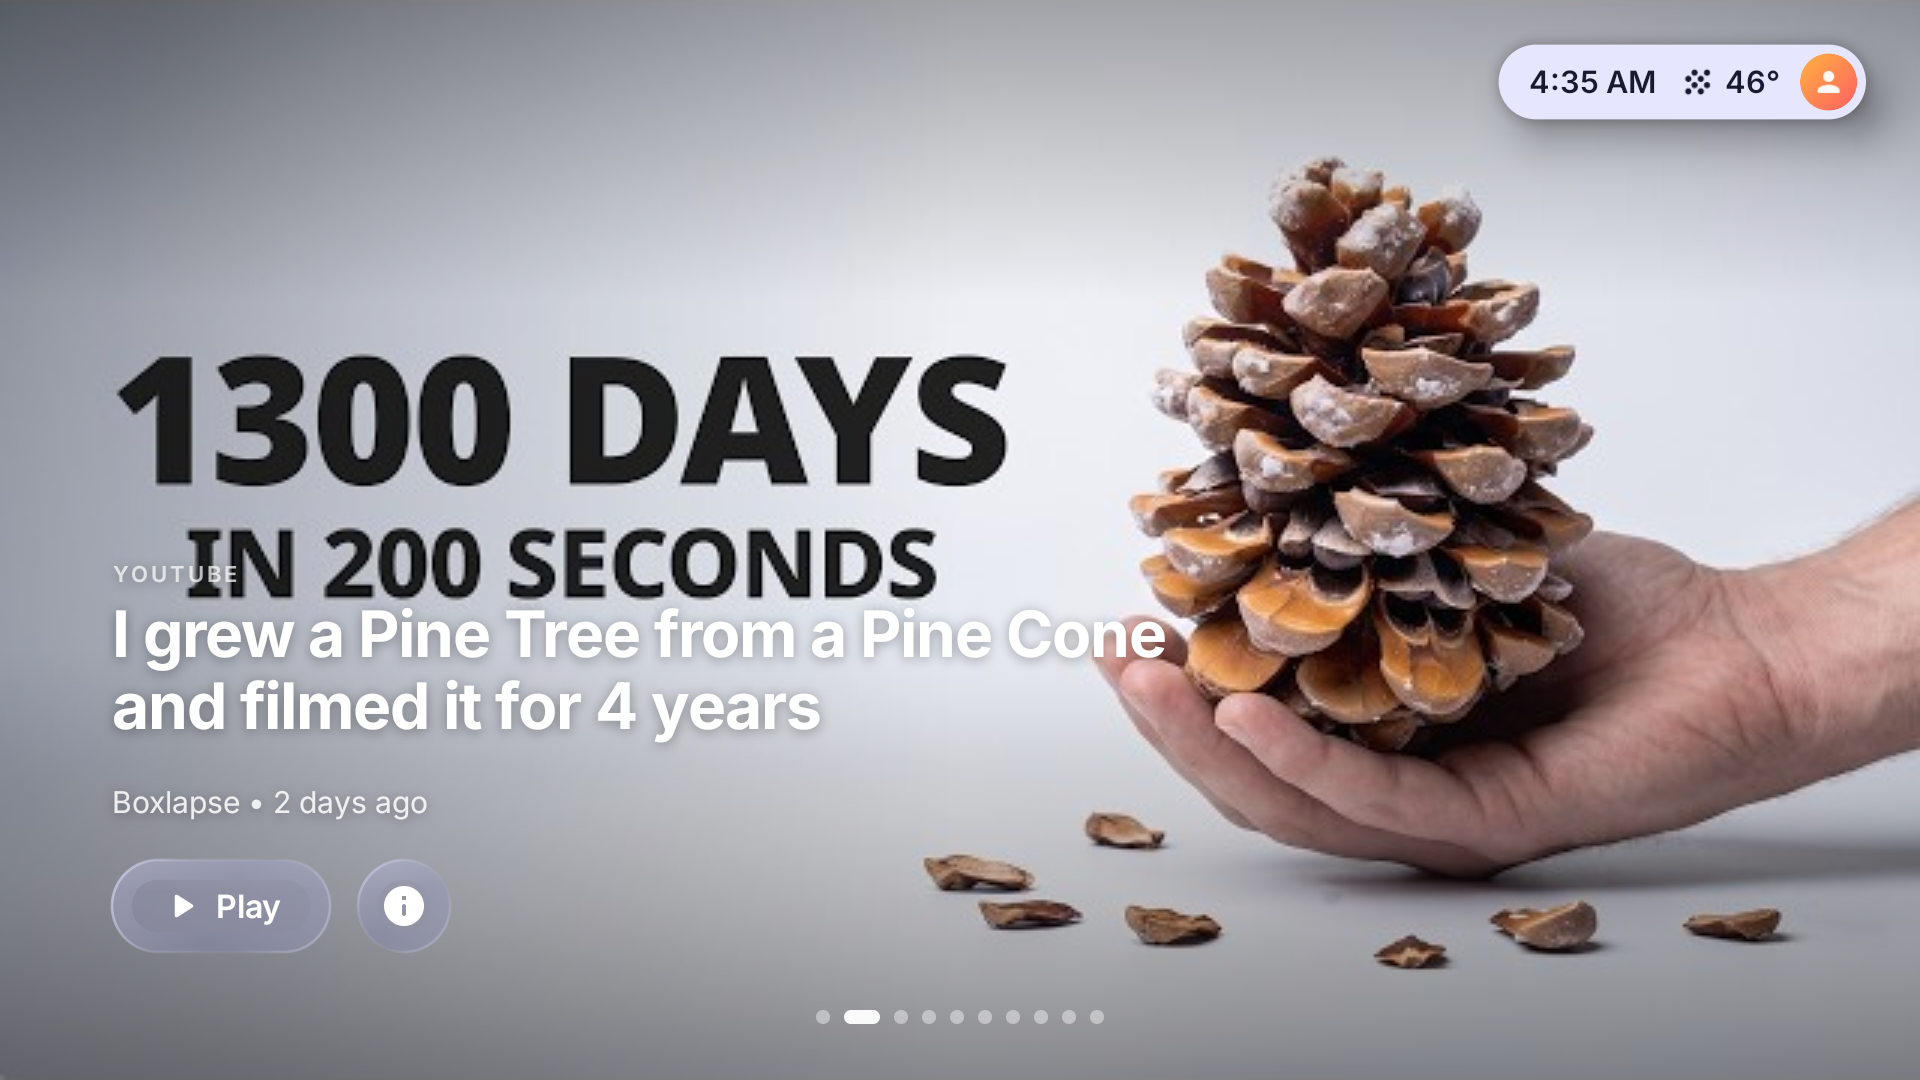 4:35 AM 46°
1300 DAYS
IN 200 SECONDS
YOUTUBE
I grew a Pine Tree from a Pine Cone
and filmed it for 4 years
Boxlapse • 2 days ago
Play